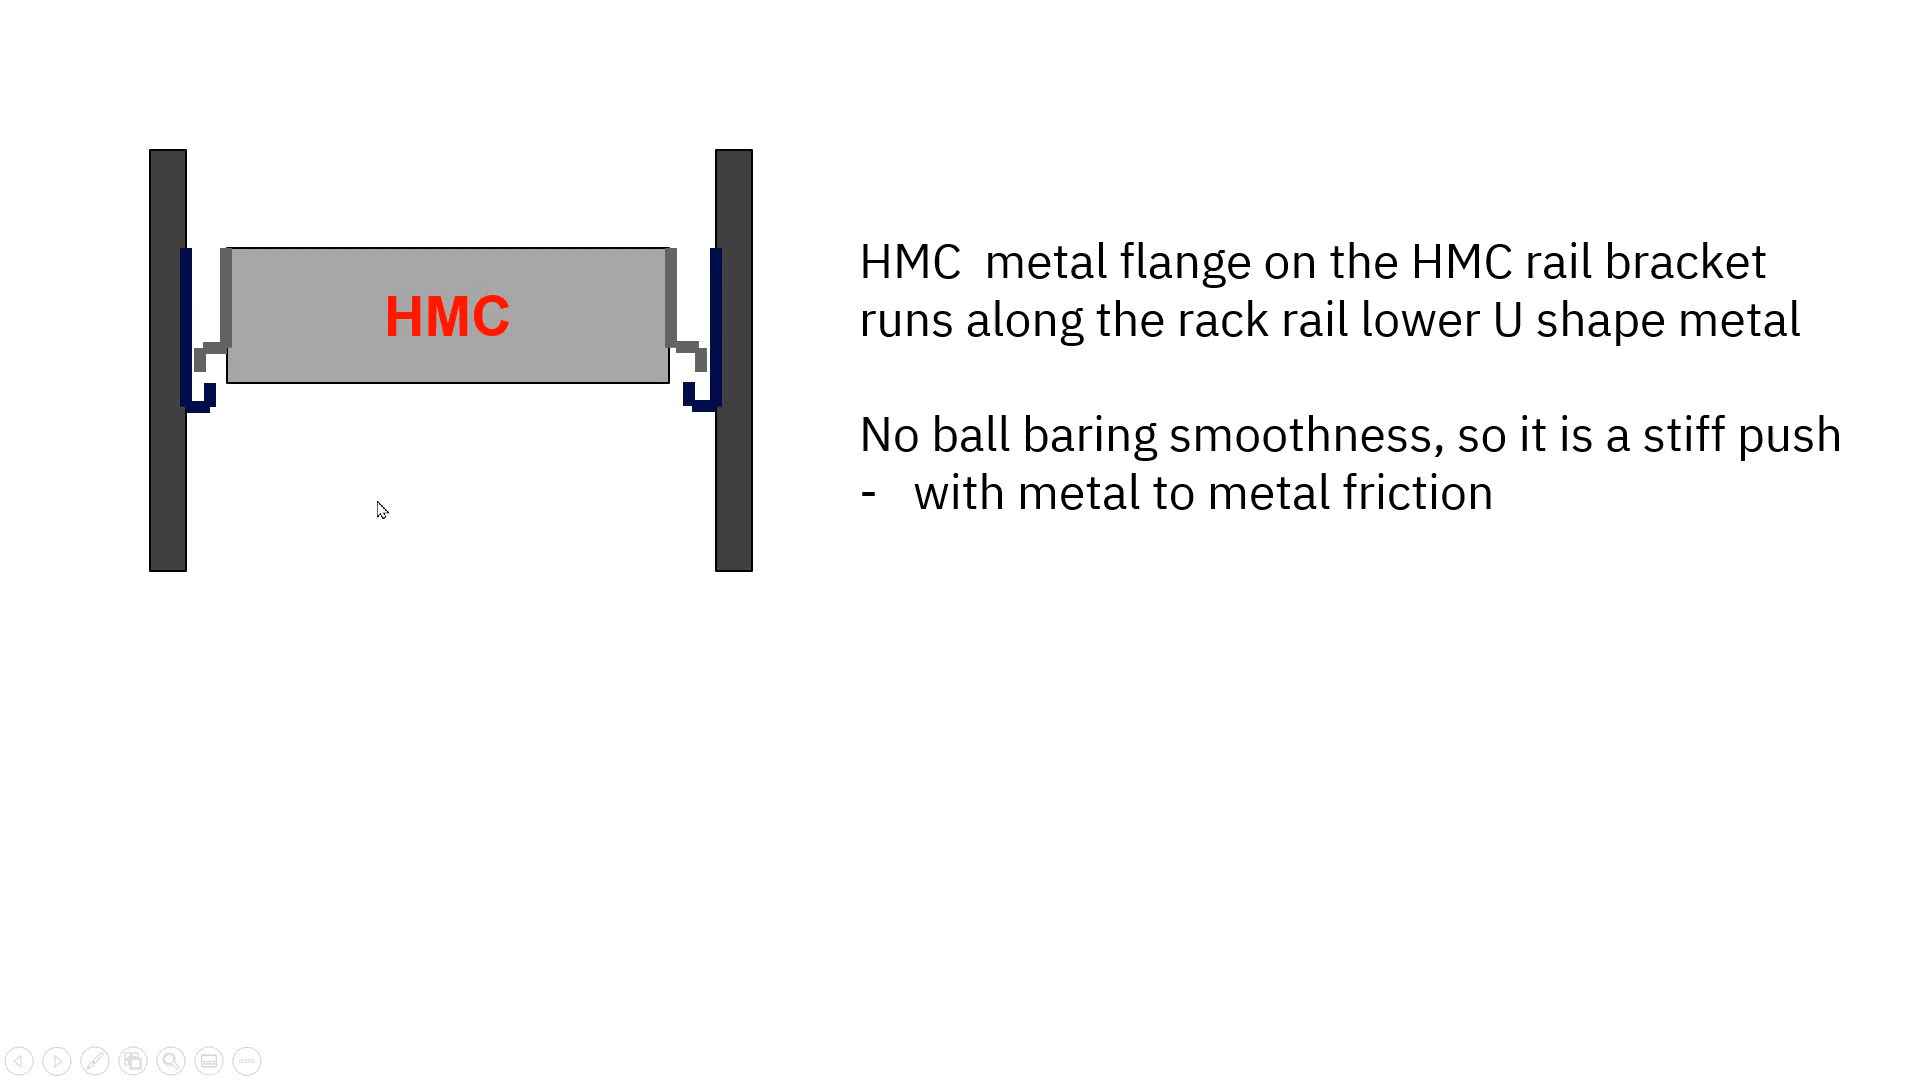 HMC
HMC  metal flange on the HMC rail bracket
runs along the rack rail lower U shape metal
No ball baring smoothness, so it is a stiff push
-   with metal to metal friction